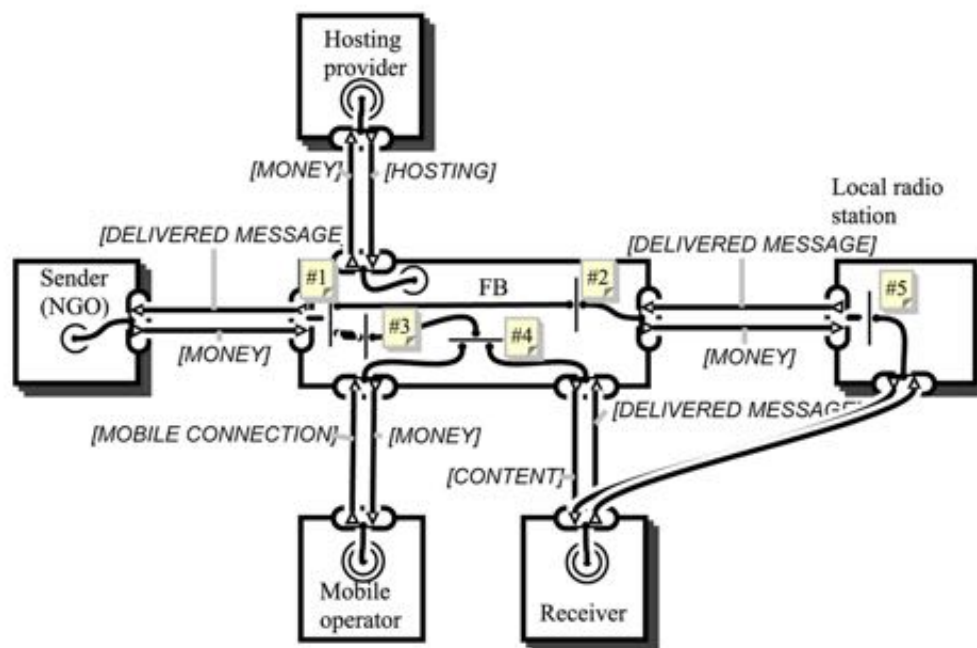 Hosting
provider
[MONEY]
[HOSTING]
Local radio
station
[DELIVERED MESSAGE
[DELIVERED MESSAGE]
Sender
(NGO)
#1
FB
#2
#5
#3
#4
[MONEY]
[MONEY]
[DELIVERED MESSAGE]
[MOBILE CONNECTION]
[MONEY]
[CONTENT]
Mobile
operator
Receiver